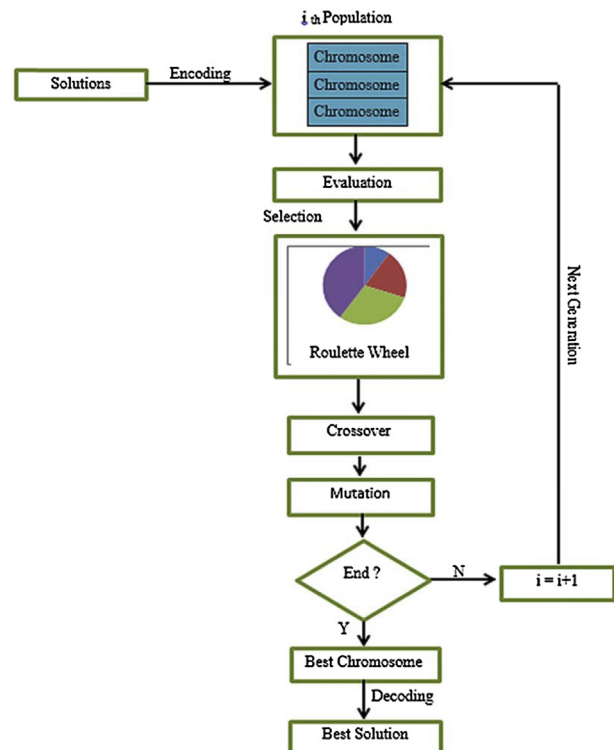 i th Population
Chromosome
Solutions
Encoding
Chromosome
Chromosome
Evaluation
Selection
Roulette Wheel
Next Generation
Crossover
Mutation
End ?
N
i = i+1
Y
Best Chromosome
Decoding
Best Solution